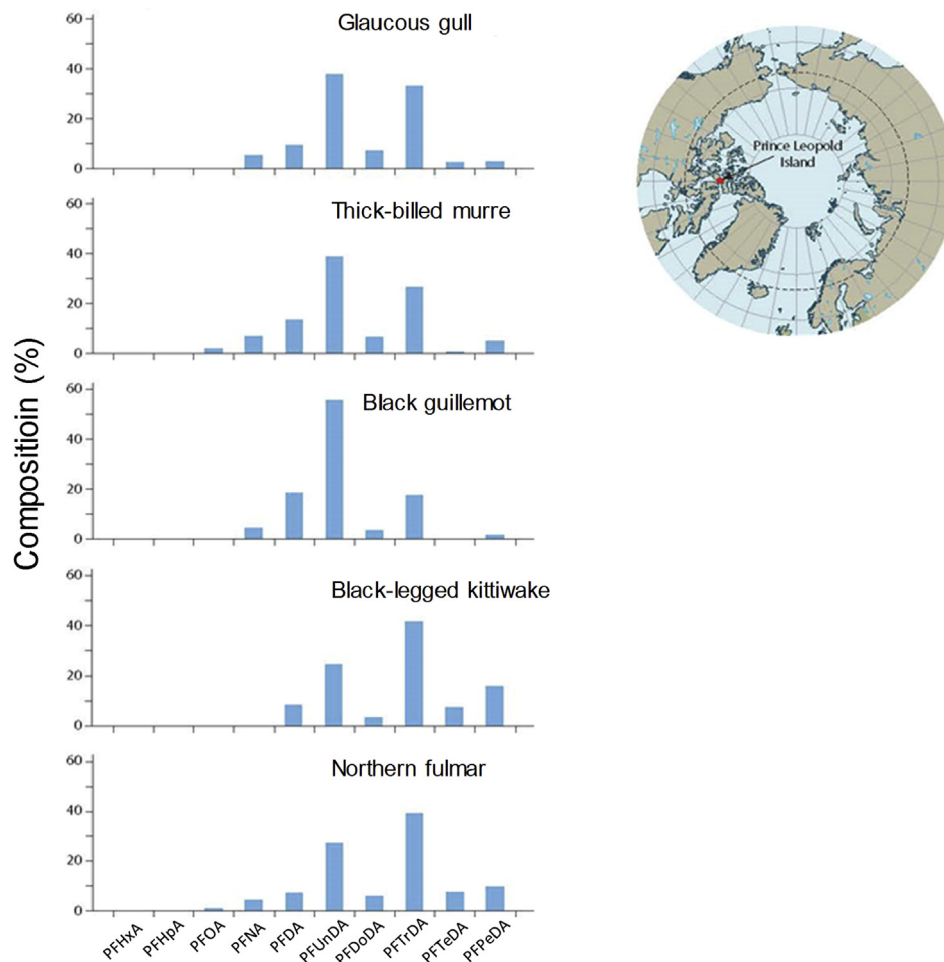 Glaucous gull
60
40
20
0
Prince Leopold
Island
Thick-billed murre
60
40
20
0
Compositioin (%)
Black guillemot
60
40
20
0
Black-legged kittiwake
60
40
20
0
Northern fulmar
60
40
20
0
PFHxA PFHpA PFOA PFNA PFDA PFUnDA PFDoDA PFTrDA PFTeDA PFPeDA